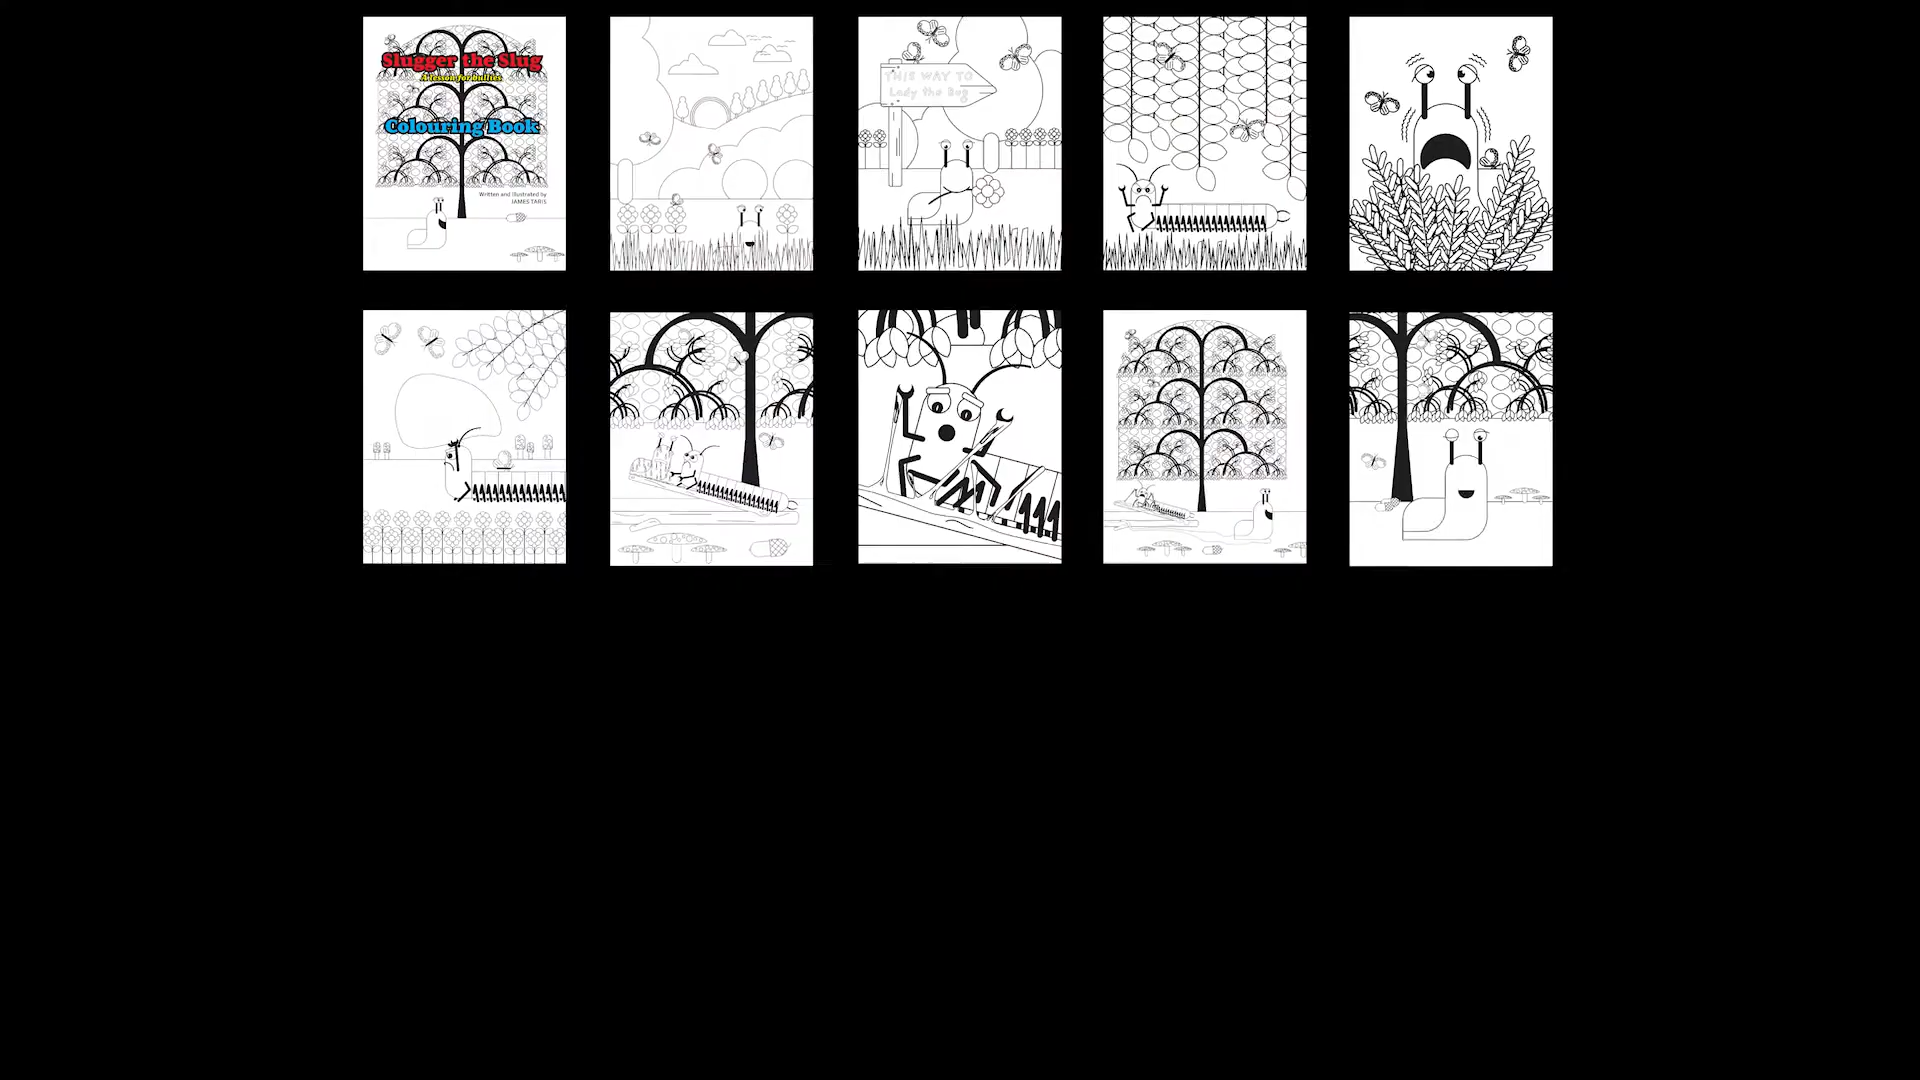 Slugger the Slug
A lesson for bullies
Colouring Book
Written and illustrated by
JAMES TARIS
THIS WAY TO
Lady the Bug